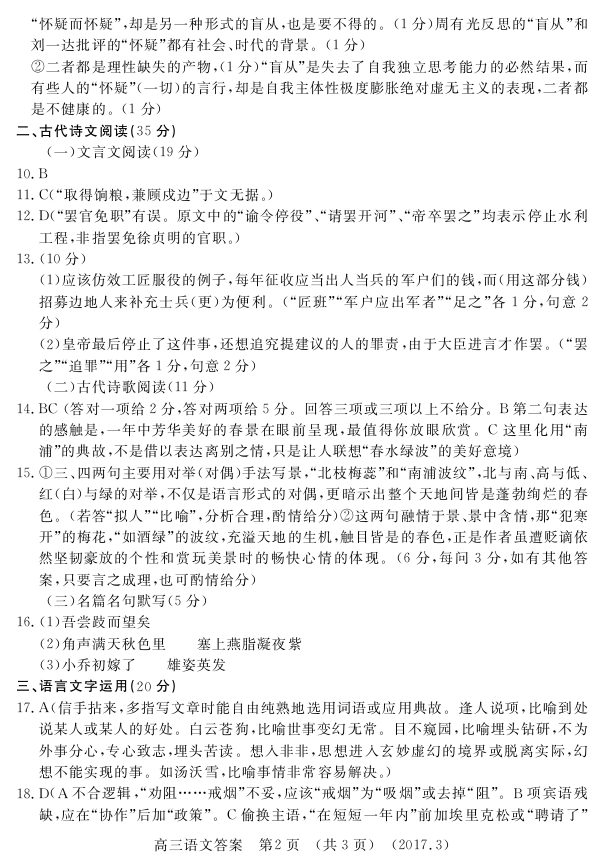 “怀疑而怀疑”,却是另一种形式的盲从,也是要不得的。(1分)周有光反思的“盲从”和
刘一达批评的“怀疑”都有社会、时代的背景。(1分)
②二者都是理性缺失的产物,(1分)“盲从”是失去了自我独立思考能力的必然结果,而
有些人的“怀疑”(一切)的言行,却是自我主体性极度膨胀绝对虚无主义的表现,二者都
是不健康的。(1分)
二、古代诗文阅读(35分)
(一)文言文阅读(19分)
10. B
11. C(“取得饷粮,兼顾戍边”于文无据。)
12. D(“罢官免职”有误。原文中的“谕令停役”、“请罢开河”、“帝卒罢之”均表示停止水利
工程,非指罢免徐贞明的官职。)
13. (10分)
(1)应该仿效工匠服役的例子,每年征收应当出人当兵的军户们的钱,而(用这部分钱)
招募边地人来补充士兵(更)为便利。(“匠班”“军户应出军者”“足之”各1分,句意2
分)
(2)皇帝最后停止了这件事,还想追究提建议的人的罪责,由于大臣进言才作罢。(“罢
之”“追罪”“用”各1分,句意2分)
(二)古代诗歌阅读(11分)
14. BC (答对一项给2分,答对两项给5分。回答三项或三项以上不给分。B第二句表达
的感触是,一年中芳华美好的春景在眼前呈现,最值得你放眼欣赏。C 这里化用“南
浦”的典故,不是借以表达离别之情,只是让人联想“春水绿波”的美好意境)
15. ①三、四两句主要用对举(对偶)手法写景,“北枝梅蕊”和“南浦波纹”,北与南、高与低、
红(白)与绿的对举,不仅是语言形式的对偶,更暗示出整个天地间皆是蓬勃绚烂的春
色。(若答“拟人”“比喻”,分析合理,酌情给分)②这两句融情于景、景中含情,那“犯寒
开”的梅花,“如酒绿”的波纹,充溢天地的生机,触目皆是的春色,正是作者虽遭贬谪依
然坚韧豪放的个性和赏玩美景时的畅快心情的体现。(6分,每问3分,如有其他答
案,只要言之成理,也可酌情给分)
(三)名篇名句默写(5分)
16. (1)吾尝跂而望矣
(2)角声满天秋色里 塞上燕脂凝夜紫
(3)小乔初嫁了 雄姿英发
三、语言文字运用(20分)
17. A(信手拈来,多指写文章时能自由纯熟地选用词语或应用典故。逢人说项,比喻到处
说某人或某人的好处。白云苍狗,比喻世事变幻无常。目不窥园,比喻埋头钻研,不为
外事分心,专心致志,埋头苦读。想入非非,思想进入玄妙虚幻的境界或脱离实际,幻
想不能实现的事。如汤沃雪,比喻事情非常容易解决。)
18. D(A不合逻辑,“劝阻……戒烟”不妥,应该“戒烟”为“吸烟”或去掉“阻”。B项宾语残
缺,应在“协作”后加“政策”。C偷换主语,“在短短一年内”前加埃里克松或“聘请了”
高三语文答案 第2页 (共3页) (2017.3)